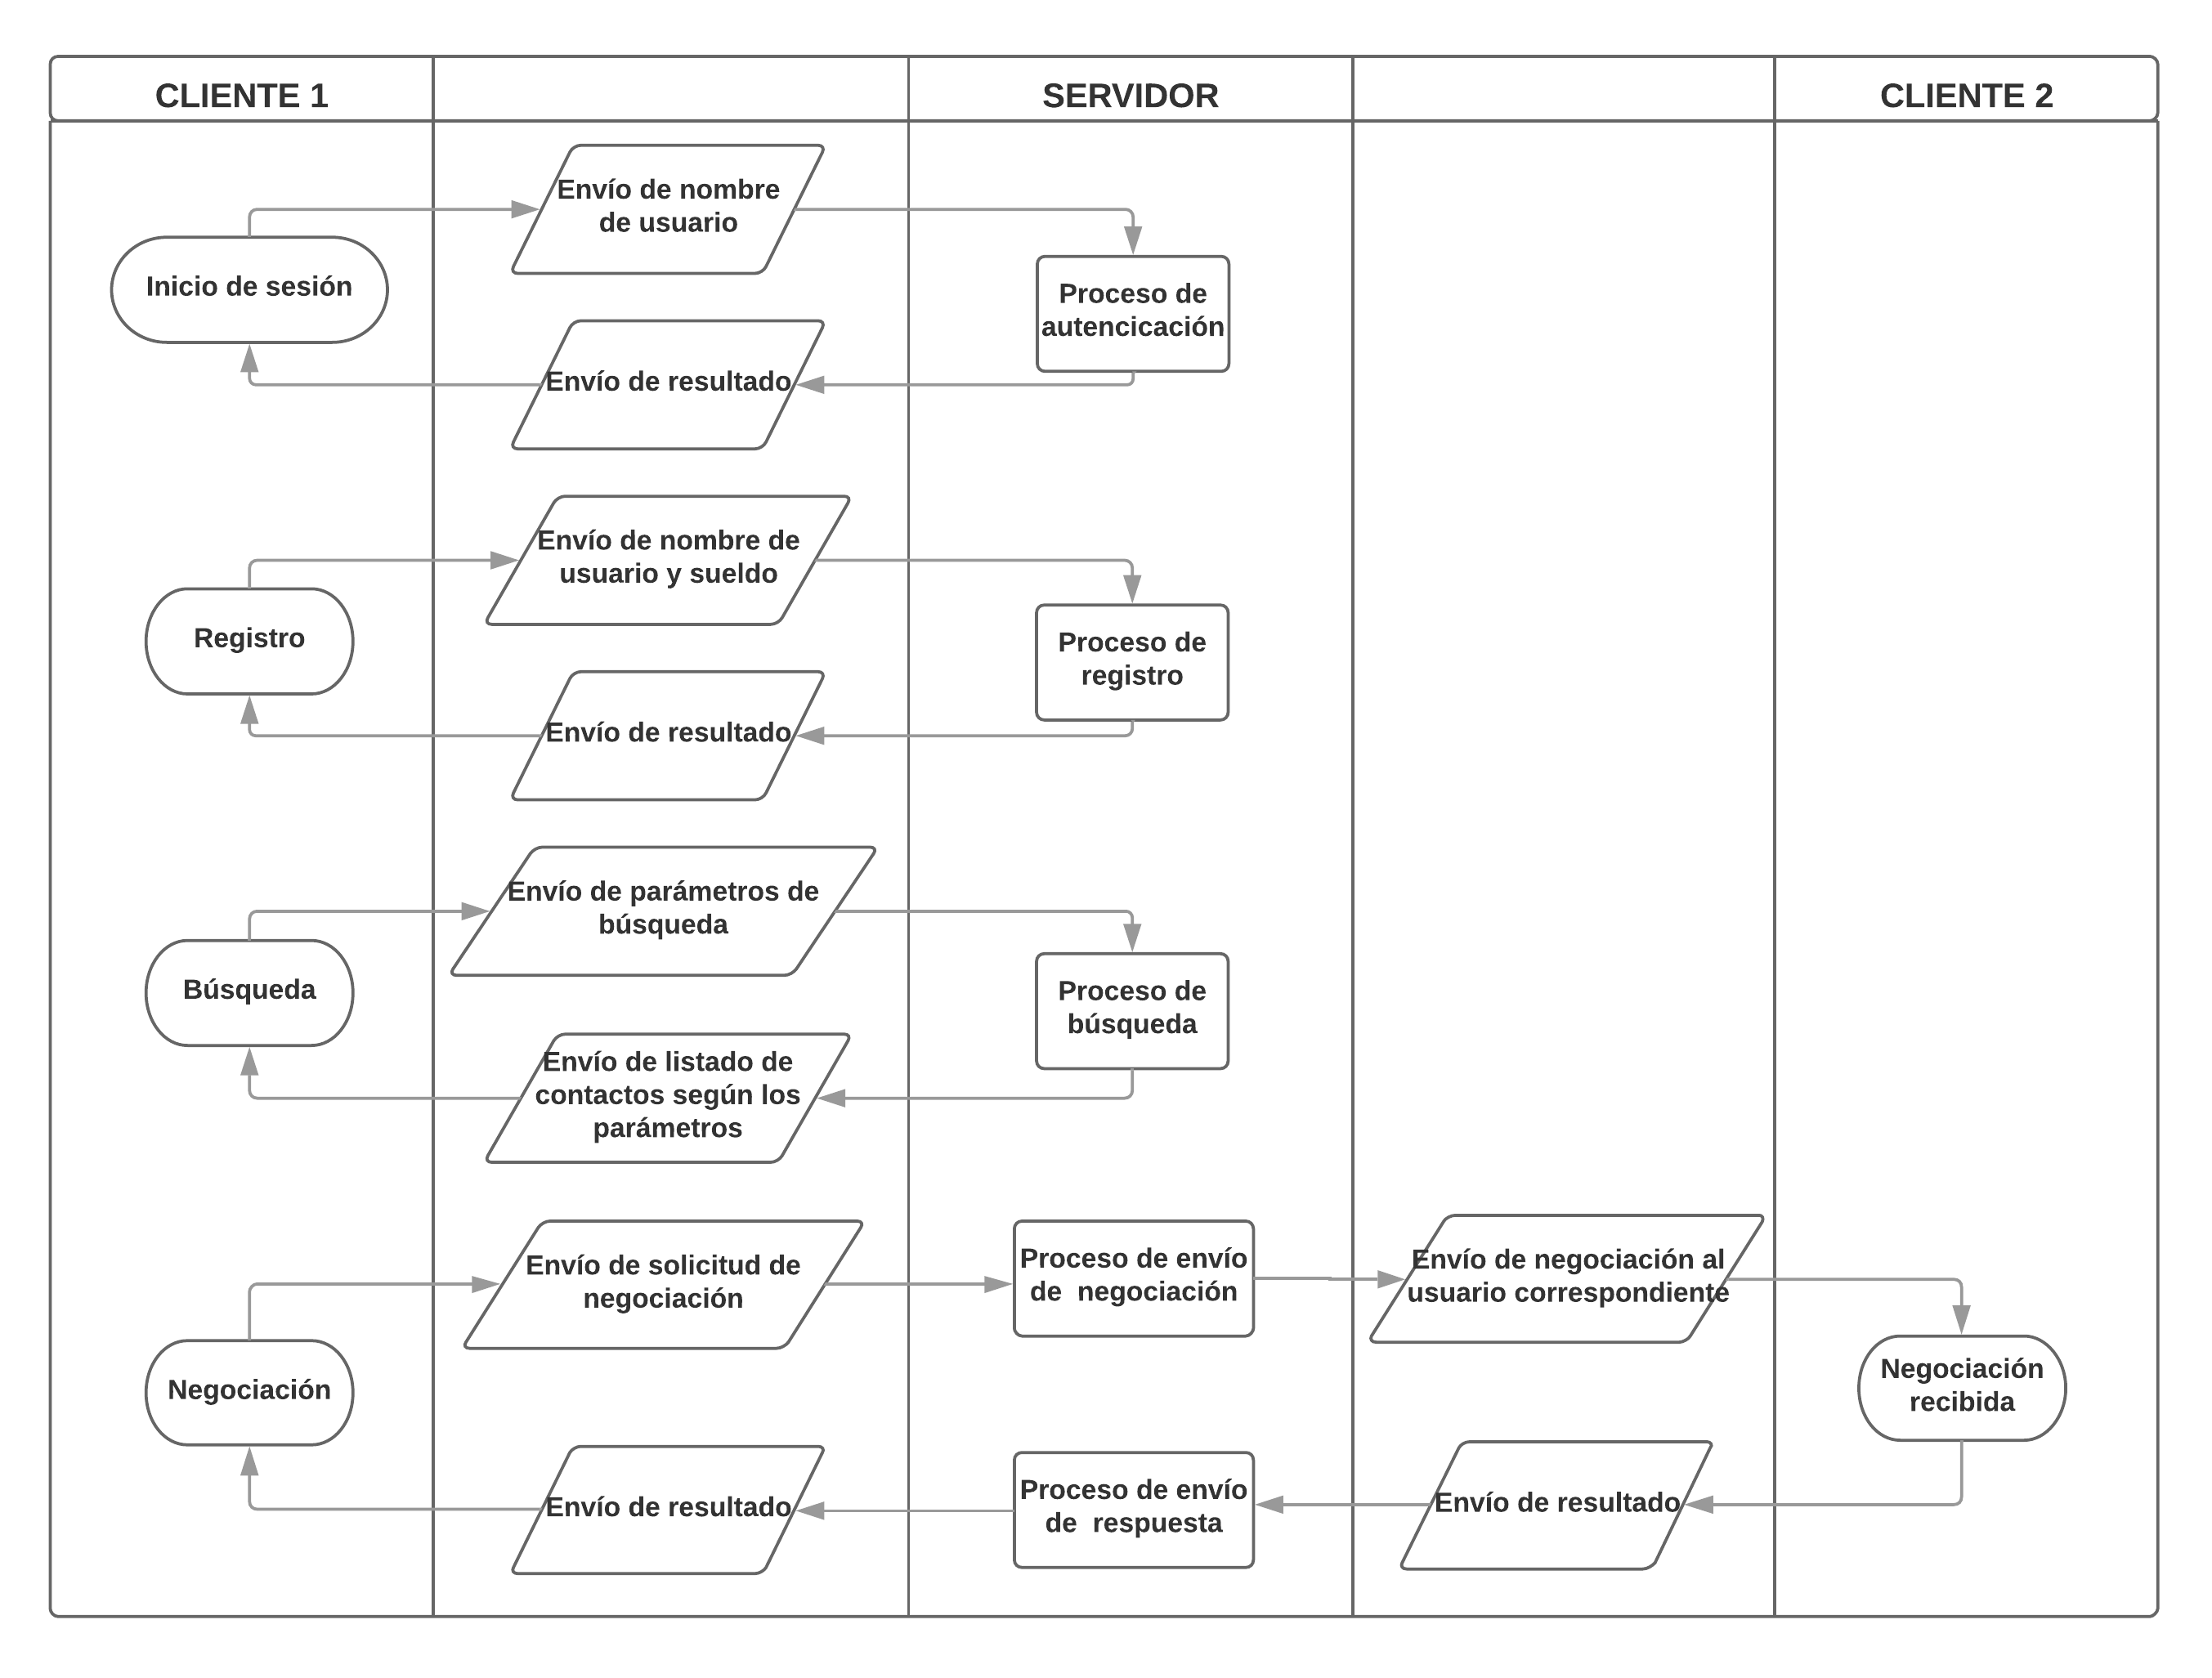 CLIENTE 1
SERVIDOR
CLIENTE 2
Envío de nombre
de usuario
Inicio de sesión
Proceso de
autencicación
Envío de resultado
Envío de nombre de
usuario y sueldo
Registro
Proceso de
registro
Envío de resultado
Envío de parámetros de
búsqueda
Búsqueda
Proceso de
búsqueda
Envío de listado de
contactos según los
parámetros
Envío de solicitud de
negociación
Proceso de envío
de  negociación
Envío de negociación al
usuario correspondiente
Negociación
Negociación
recibida
Envío de resultado
Proceso de envío
de  respuesta
Envío de resultado